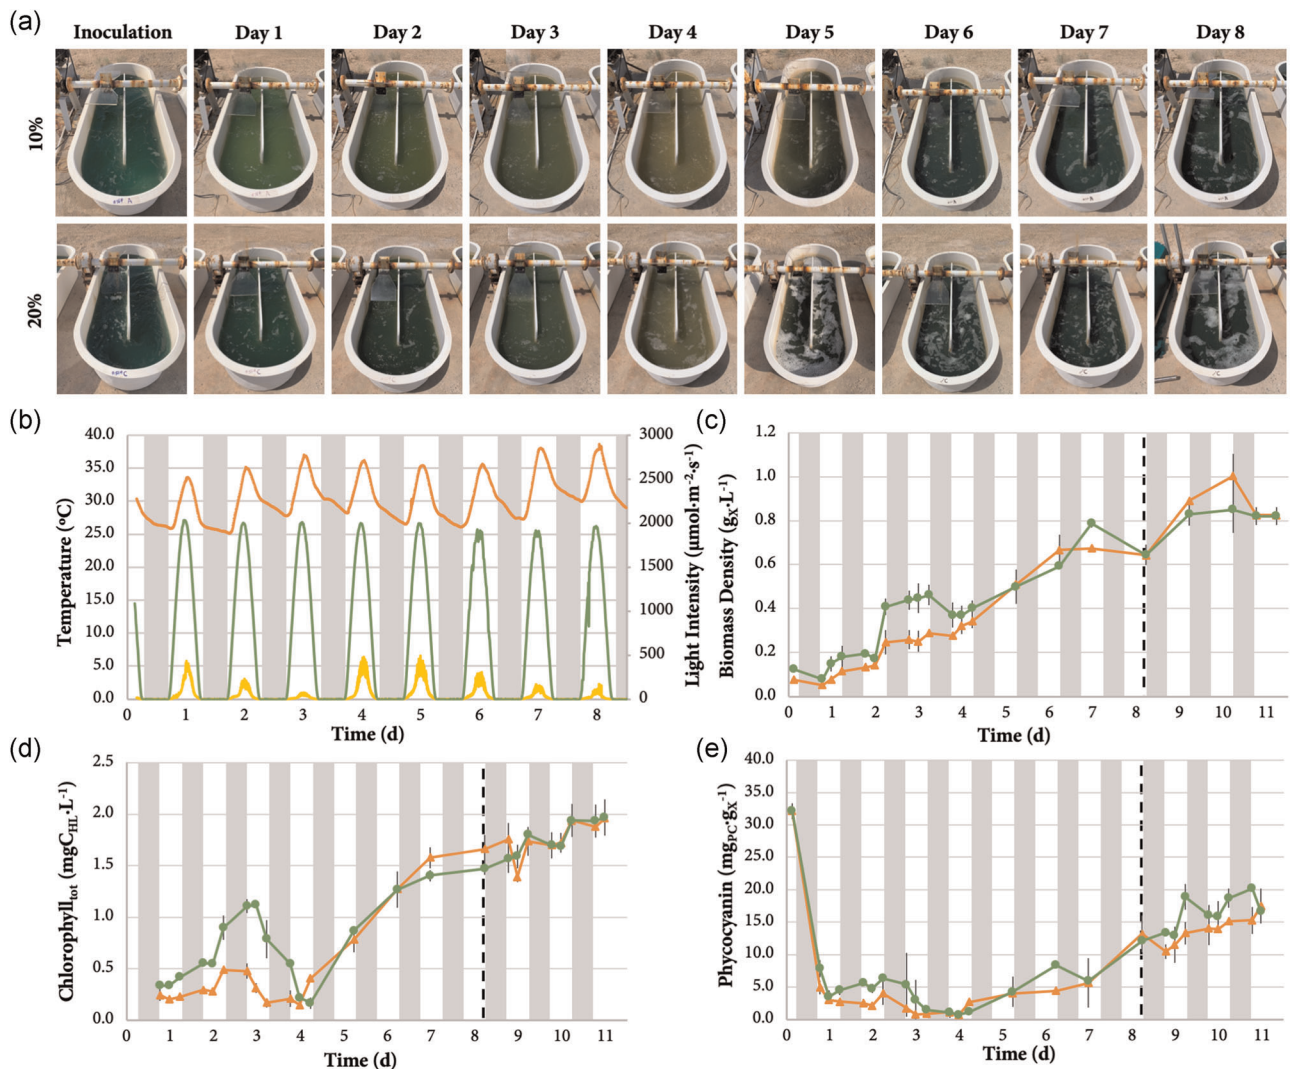 (a)
Inoculation Day 1 Day 2 Day 3 Day 4 Day 5 Day 6 Day 7 Day 8
10%
20%
(b)
40.0
35.0
30.0
25.0
20.0
15.0
10.0
5.0
0.0
Temperature (ºC)
3000
2500
2000
1500
1000
500
0
Light Intensity (µmol·m⁻²·s⁻¹)
0 1 2 3 4 5 6 7 8
Time (d)
(c)
1.2
1.0
0.8
0.6
0.4
0.2
0.0
Biomass Density (gX·L⁻¹)
0 1 2 3 4 5 6 7 8 9 10 11
Time (d)
(d)
2.5
2.0
1.5
1.0
0.5
0.0
Chlorophylltot (mgCHL·L⁻¹)
0 1 2 3 4 5 6 7 8 9 10 11
Time (d)
(e)
40.0
35.0
30.0
25.0
20.0
15.0
10.0
5.0
0.0
Phycocyanin (mgPC·gX⁻¹)
0 1 2 3 4 5 6 7 8 9 10 11
Time (d)